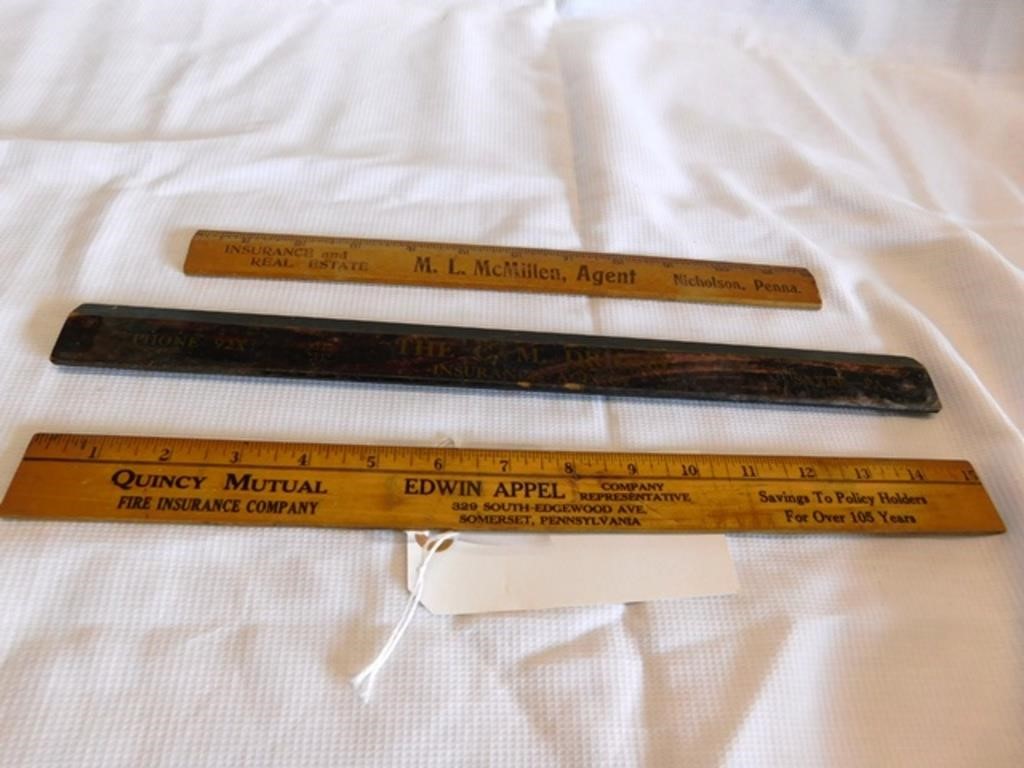 INSURANCE and
REAL ESTATE
M. L. McMillen, Agent
Nicholson, Penna.
PHONE 92X
THE
M.
1 2 3 4 5 6 7 8 9 10 11 12 13 14 15
QUINCY MUTUAL
FIRE INSURANCE COMPANY
EDWIN APPEL COMPANY REPRESENTATIVE
329 SOUTH EDGEWOOD AVE.
SOMERSET, PENNSYLVANIA
Savings To Policy Holders
For Over 105 Years